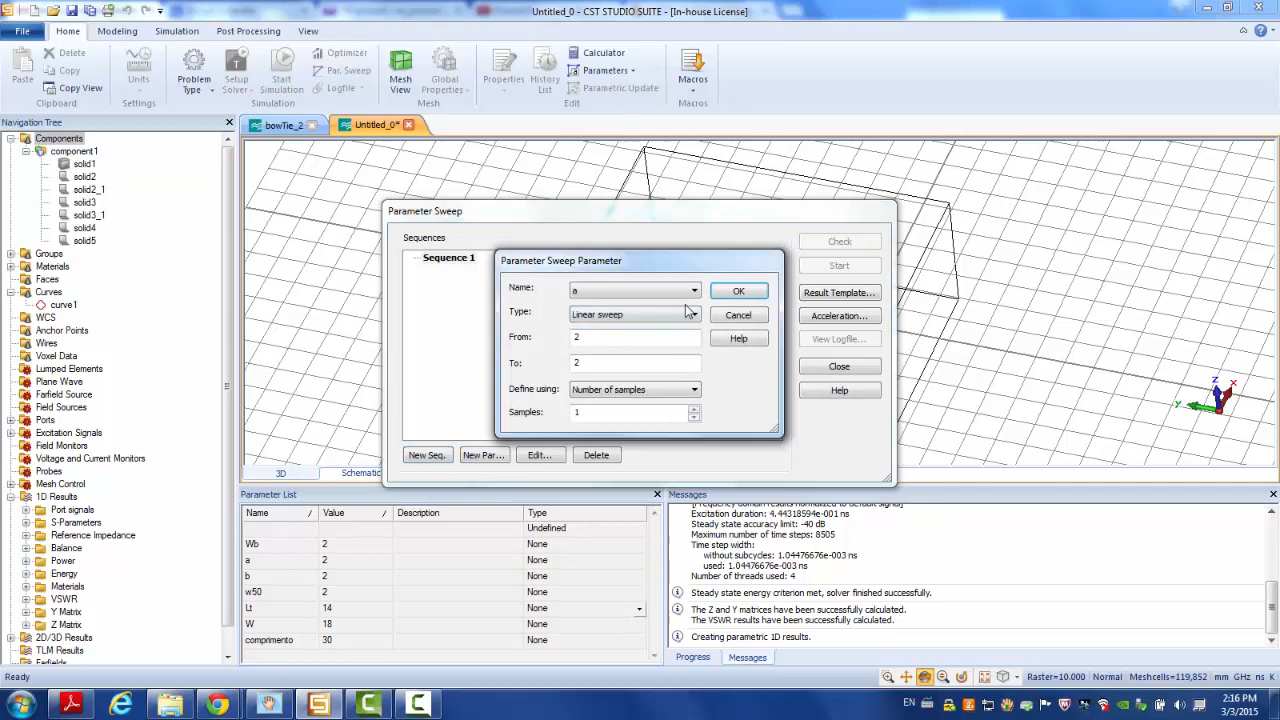 Untitled_0 - CST STUDIO SUITE - [In-house License]
File Home Modeling Simulation Post Processing View
Paste
Delete
Copy
Copy View
Clipboard
Units
Settings
Problem Type
Setup Solver
Start Simulation
Optimizer
Par. Sweep
Logfile
Simulation
Mesh View
Global Properties
Mesh
Properties
History List
Calculator
Parameters
Parametric Update
Edit
Macros
Macros
Navigation Tree
bowTie_2
Untitled_0*
Components
component1
solid1
solid2
solid2_1
solid3
solid3_1
solid4
solid5
Groups
Materials
Faces
Curves
curve1
WCS
Anchor Points
Wires
Voxel Data
Lumped Elements
Plane Wave
Farfield Source
Field Sources
Ports
Excitation Signals
Field Monitors
Voltage and Current Monitors
Probes
Mesh Control
1D Results
Port signals
S-Parameters
Reference Impedance
Balance
Power
Energy
Materials
VSWR
Y Matrix
Z Matrix
2D/3D Results
TLM Results
Farfields
Parameter Sweep
Sequences
Sequence 1
Check
Start
Result Template...
Acceleration...
View Logfile...
Close
Help
New Seq. New Par... Edit... Delete
Parameter Sweep Parameter
Name: a OK
Type: Linear sweep Cancel
From: 2 Help
To: 2
Define using: Number of samples
Samples: 1
Z X
Y
3D Schematic
Parameter List
Name / Value / Description Type /
Undefined
Wb 2 None
a 2 None
b 2 None
w50 2 None
Lt 14 None
W 18 None
comprimento 30 None
Messages
[Frequency domain results normalized to default signal]
Excitation duration: 4.44318594e-001 ns
Steady state accuracy limit: -40 dB
Maximum number of time steps: 8505
Time step width:
without subcycles: 1.04476676e-003 ns
used: 1.04476676e-003 ns
Number of threads used: 4
Steady state energy criterion met, solver finished successfully.
The Z and Y matrices have been successfully calculated.
The VSWR results have been successfully calculated.
Creating parametric 1D results.
Progress Messages
Ready
Raster=10.000 Normal Meshcells=119,852 mm GHz ns K
EN
2:16 PM
3/3/2015